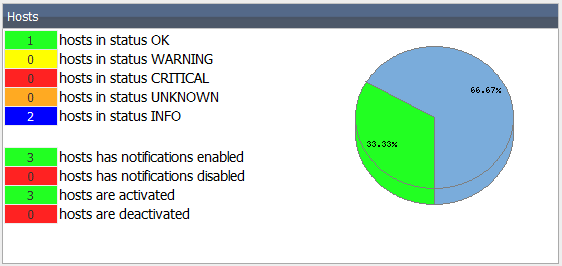 Hosts
1 hosts in status OK
0 hosts in status WARNING
0 hosts in status CRITICAL
0 hosts in status UNKNOWN
2 hosts in status INFO
3 hosts has notifications enabled
0 hosts has notifications disabled
3 hosts are activated
0 hosts are deactivated
66.67%
33.33%